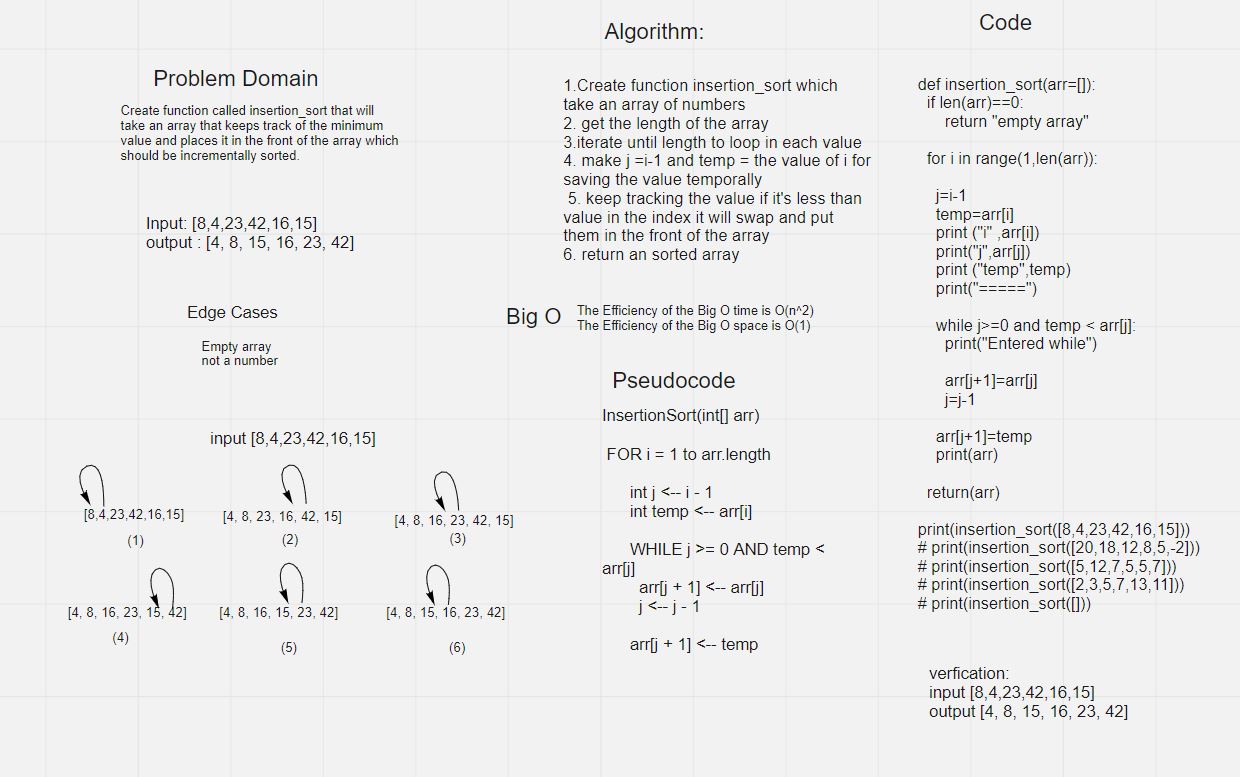 Problem Domain
Create function called insertion_sort that will
take an array that keeps track of the minimum
value and places it in the front of the array which
should be incrementally sorted.
Input: [8,4,23,42,16,15]
output : [4, 8, 15, 16, 23, 42]
Edge Cases
Empty array
not a number
input [8,4,23,42,16,15]
[8,4,23,42,16,15]
(1)
[4, 8, 23, 16, 42, 15]
(2)
[4, 8, 16, 23, 42, 15]
(3)
[4, 8, 16, 23, 15, 42]
(4)
[4, 8, 16, 15, 23, 42]
(5)
[4, 8, 15, 16, 23, 42]
(6)
Algorithm:
1.Create function insertion_sort which
take an array of numbers
2. get the length of the array
3.iterate until length to loop in each value
4. make j =i-1 and temp = the value of i for
saving the value temporally
5. keep tracking the value if it's less than
value in the index it will swap and put
them in the front of the array
6. return an sorted array
Big O
The Efficiency of the Big O time is O(n^2)
The Efficiency of the Big O space is O(1)
Pseudocode
InsertionSort(int[] arr)
FOR i = 1 to arr.length
int j <-- i - 1
int temp <-- arr[i]
WHILE j >= 0 AND temp <
arr[j]
arr[j + 1] <-- arr[j]
j <-- j - 1
arr[j + 1] <-- temp
Code
def insertion_sort(arr=[]):
if len(arr)==0:
return "empty array"
for i in range(1,len(arr)):
j=i-1
temp=arr[i]
print ("i" ,arr[i])
print("j",arr[j])
print ("temp",temp)
print("=====")
while j>=0 and temp < arr[j]:
print("Entered while")
arr[j+1]=arr[j]
j=j-1
arr[j+1]=temp
print(arr)
return(arr)
print(insertion_sort([8,4,23,42,16,15]))
# print(insertion_sort([20,18,12,8,5,-2]))
# print(insertion_sort([5,12,7,5,5,7]))
# print(insertion_sort([2,3,5,7,13,11]))
# print(insertion_sort([]))
verfication:
input [8,4,23,42,16,15]
output [4, 8, 15, 16, 23, 42]